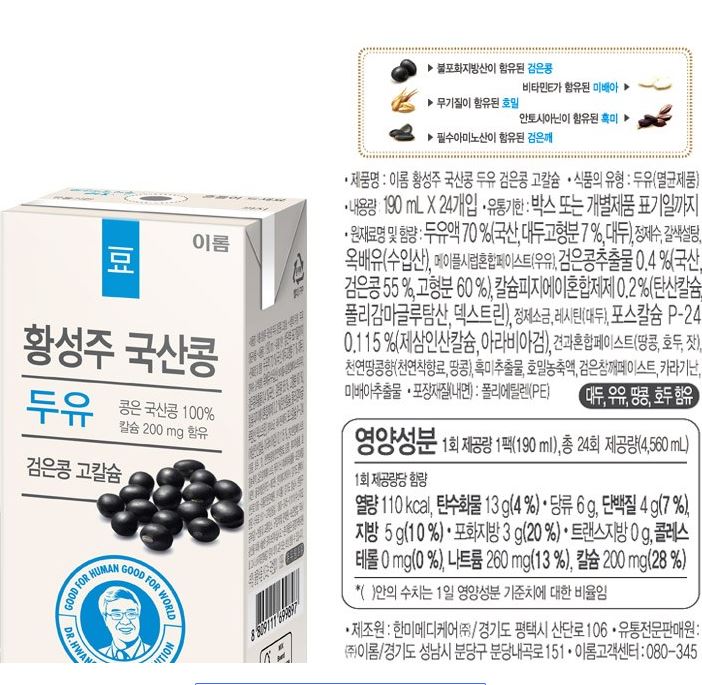 ▶ 불포화지방산이 함유된 검은콩
비타민E가 함유된 미배아 ◀
▶ 무기질이 함유된 호밀
안토시아닌이 함유된 흑미 ◀
▶ 필수아미노산이 함유된 검은깨
이롬
황성주 국산콩
두유
콩은 국산콩 100%
칼슘 200 mg 함유
검은콩 고칼슘
GOOD FOR HUMAN GOOD FOR WORLD
8 809111 699897
• 제품명 : 이롬 황성주 국산콩 두유 검은콩 고칼슘 • 식품의 유형 : 두유(멸균제품)
• 내용량 190 mL X 24개입 • 유통기한 : 박스 또는 개별제품 표기일까지
• 원재료명 및 함량 : 두유액 70 %(국산, 대두고형분 7 %, 대두), 정제수, 갈색설탕,
옥배유(수입산), 메이플시럽혼합페이스트(우유), 검은콩추출물 0.4 %(국산,
검은콩 55 %, 고형분 60 %), 칼슘피지에이혼합제제 0.2%(탄산칼슘,
폴리감마글루탐산, 덱스트린), 정제소금, 레시틴(대두), 포스칼슘 P-24
0.115 %(제삼인산칼슘, 아라비아검), 견과혼합페이스트(땅콩, 호두, 잣),
천연땅콩향(천연착향료, 땅콩), 흑미추출물, 호밀농축액, 검은참깨페이스트, 카라기난,
미배아추출물 • 포장재질(내면) : 폴리에틸렌(PE) 대두, 우유, 땅콩, 호두 함유
영양성분 1회 제공량 1팩(190 ml), 총 24회 제공량(4,560 mL)
1회 제공량당 함량
열량 110 kcal, 탄수화물 13 g(4 %) • 당류 6 g, 단백질 4 g(7 %),
지방 5 g(10 %) • 포화지방 3 g(20 %) • 트랜스지방 0 g, 콜레스
테롤 0 mg(0 %), 나트륨 260 mg(13 %), 칼슘 200 mg(28 %)
*( )안의 수치는 1일 영양성분 기준치에 대한 비율임
• 제조원 : 한미메디케어㈜/경기도 평택시 산단로 106 • 유통전문판매원 :
㈜이롬/경기도 성남시 분당구 분당내곡로 151 • 이롬고객센터 : 080-345